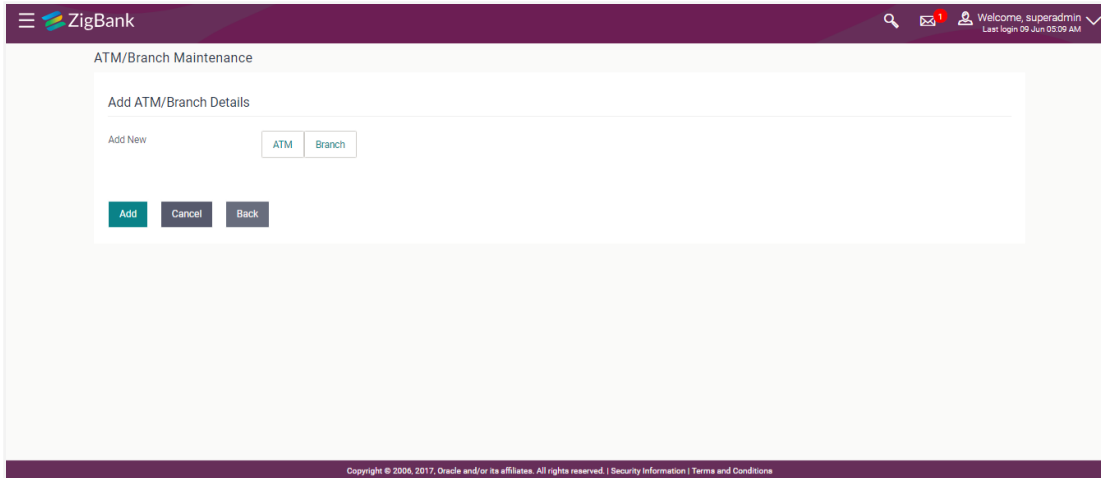 ZigBank
1
Welcome, superadmin
Last login 09 Jun 05:09 AM
ATM/Branch Maintenance
Add ATM/Branch Details
Add New
ATM Branch
Add Cancel Back
Copyright © 2006, 2017, Oracle and/or its affiliates. All rights reserved. | Security Information | Terms and Conditions